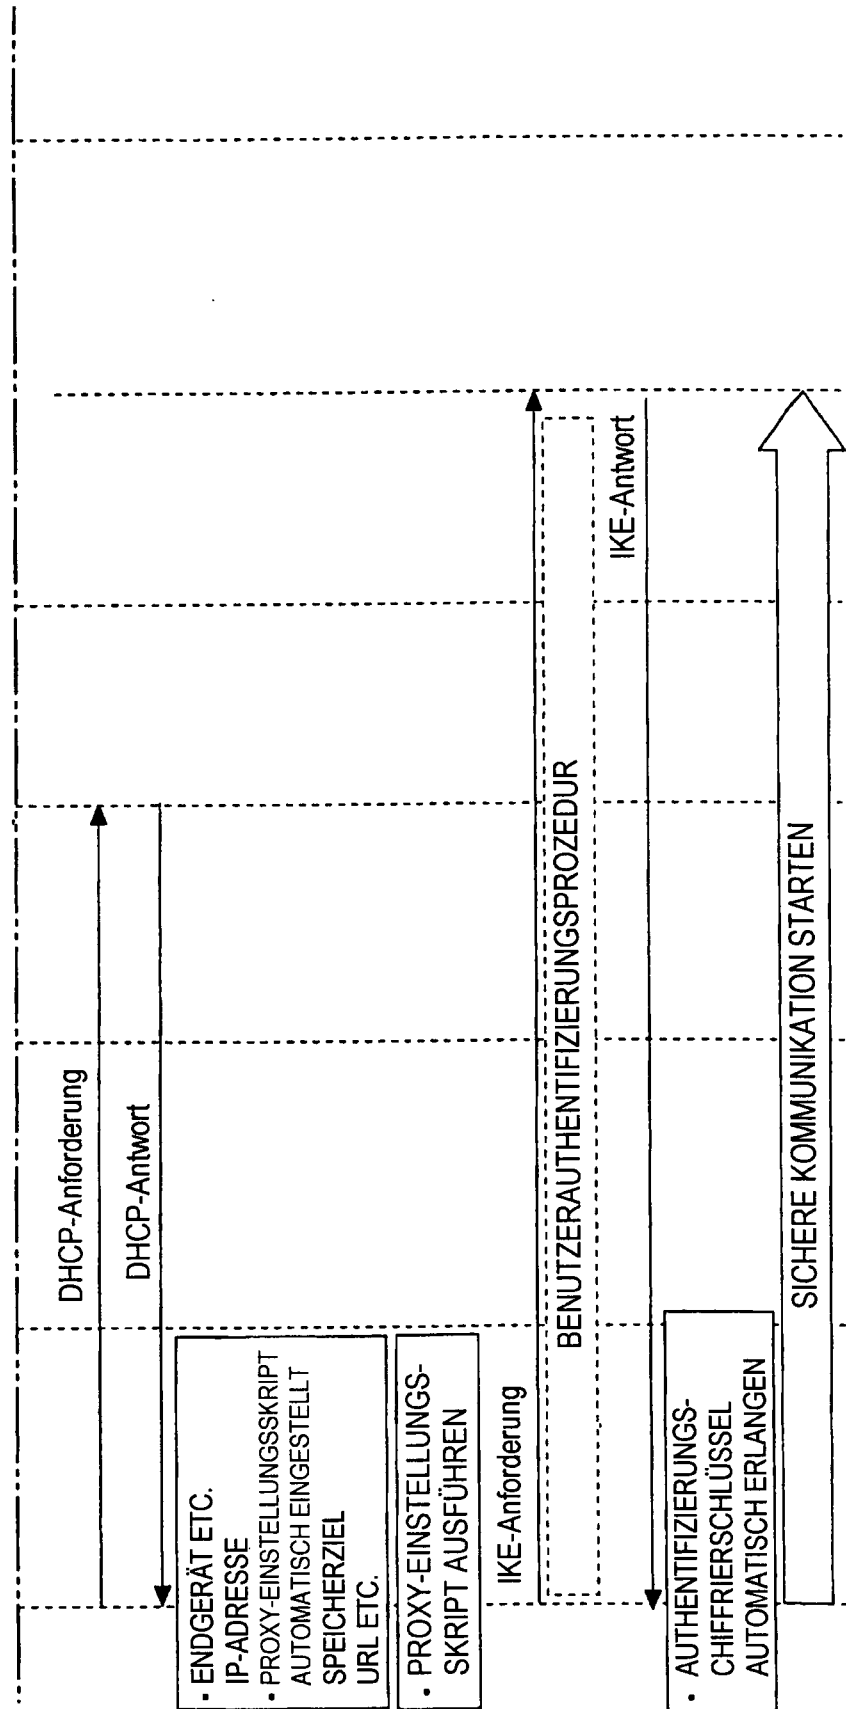 DHCP-Anforderung
DHCP-Antwort
• ENDGERÄT ETC.
IP-ADRESSE
• PROXY-EINSTELLUNGSSKRIPT
AUTOMATISCH EINGESTELLT
SPEICHERZIEL
URL ETC.
• PROXY-EINSTELLUNGS-
SKRIPT AUSFÜHREN
IKE-Anforderung
BENUTZERAUTHENTIFIZIERUNGSPROZEDUR
IKE-Antwort
• AUTHENTIFIZIERUNGS-
CHIFFRIERSCHLÜSSEL
AUTOMATISCH ERLANGEN
SICHERE KOMMUNIKATION STARTEN